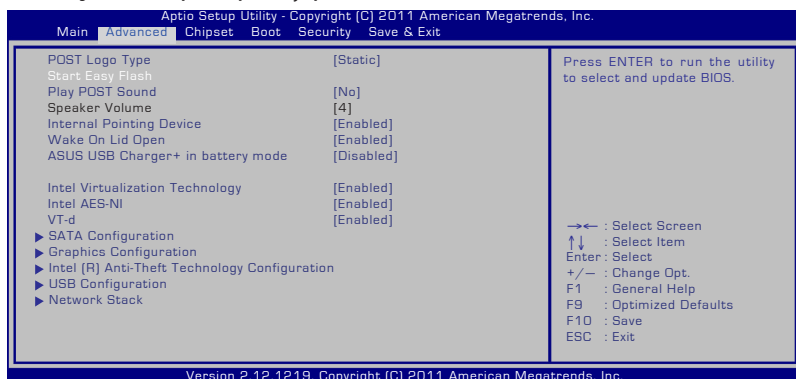 Aptio Setup Utility - Copyright (C) 2011 American Megatrends, Inc.
Main Advanced Chipset Boot Security Save & Exit
POST Logo Type [Static]
Start Easy Flash
Play POST Sound [No]
Speaker Volume [4]
Internal Pointing Device [Enabled]
Wake On Lid Open [Enabled]
ASUS USB Charger+ in battery mode [Disabled]
Intel Virtualization Technology [Enabled]
Intel AES-NI [Enabled]
VT-d [Enabled]
SATA Configuration
Graphics Configuration
Intel (R) Anti-Theft Technology Configuration
USB Configuration
Network Stack
Press ENTER to run the utility
to select and update BIOS.
→← : Select Screen
↑↓ : Select Item
Enter: Select
+/— : Change Opt.
F1 : General Help
F9 : Optimized Defaults
F10 : Save
ESC : Exit
Version 2.12.1219. Copyright (C) 2011 American Megatrends, Inc.